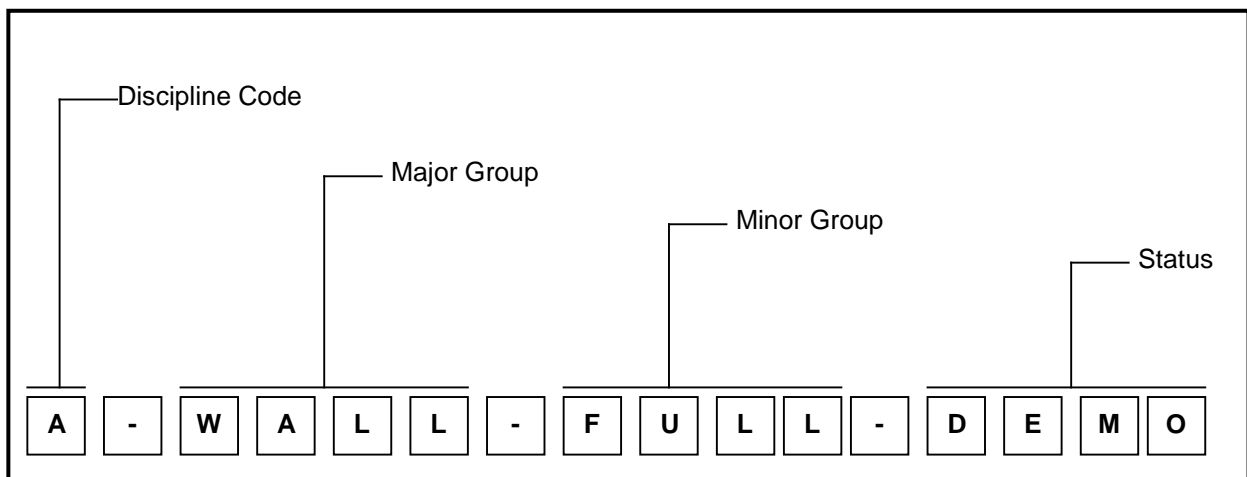 Discipline Code
Major Group
Minor Group
Status
A - W A L L - F U L L - D E M O